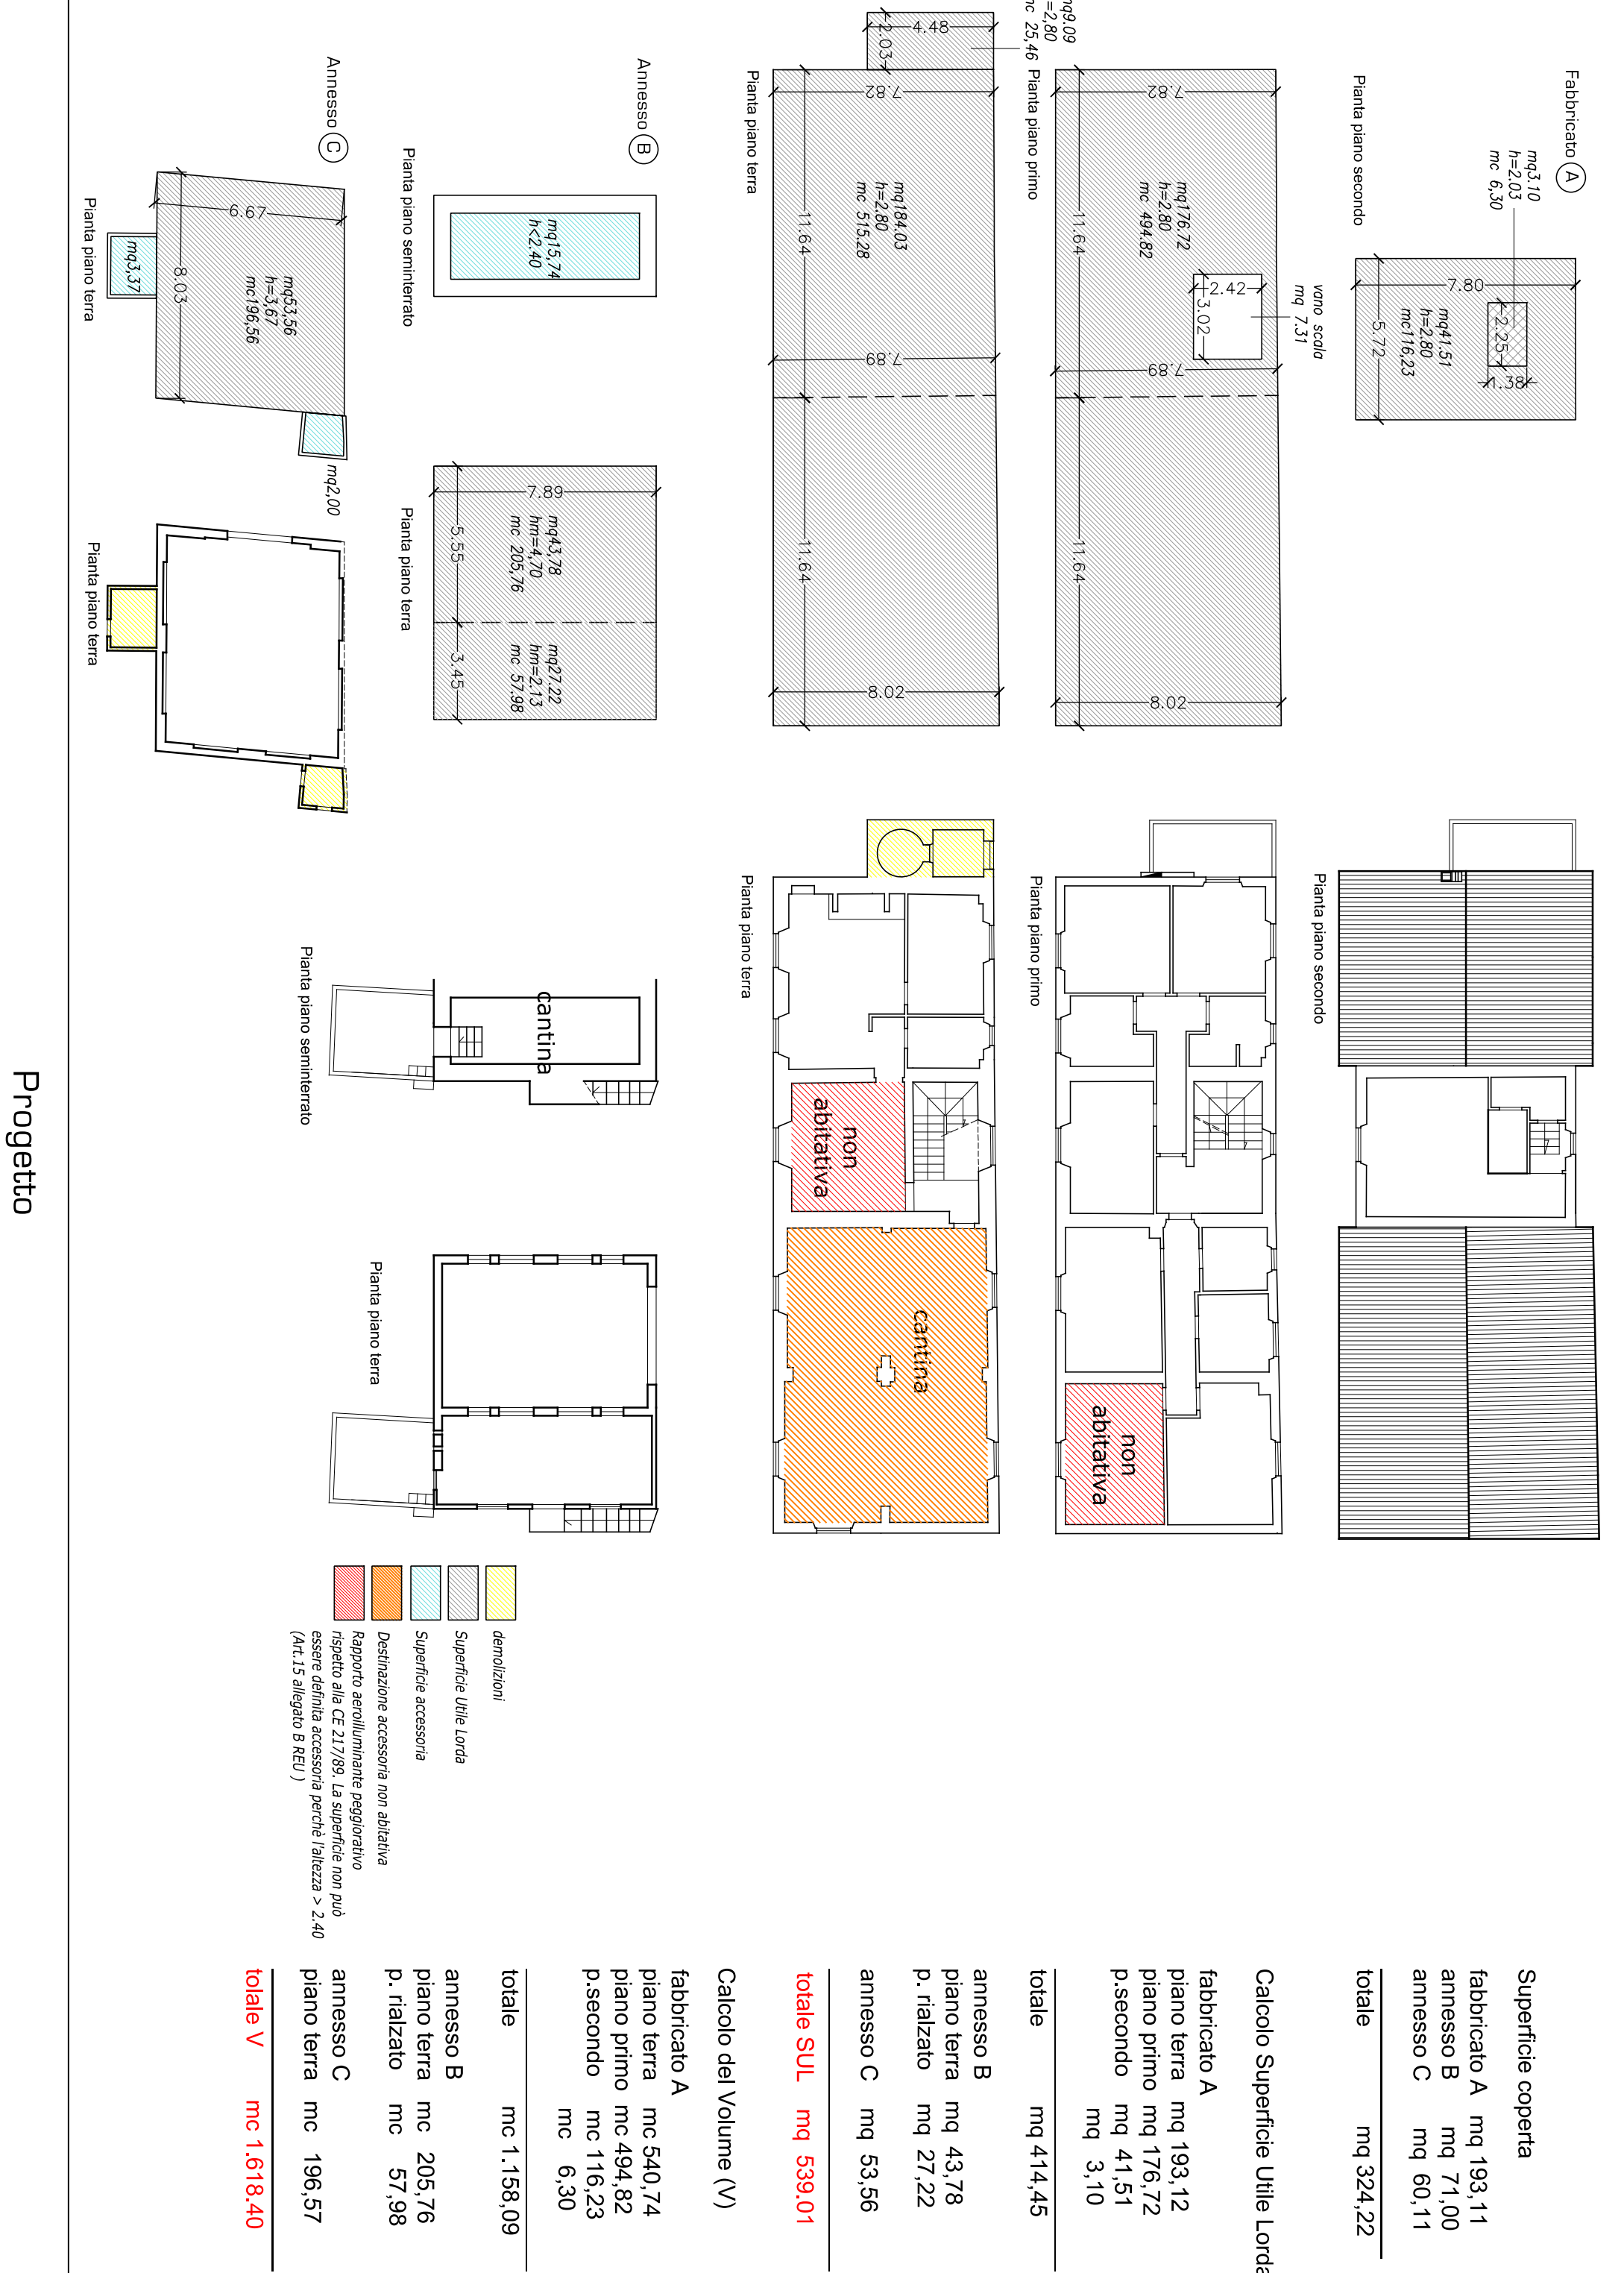 Fabbricato A
mq3.10
h=2.03
mc 6,30
Pianta piano secondo
7.80
2.25
1.38
5.72
mq41.51
h=2.80
mc116,23
Pianta piano secondo
mq9.09
=2,80
mc 25,46
Pianta piano primo
7.82
11.64
mq176.72
h=2.80
mc 494.82
2.42
3.02
vano scala
mq 7.31
7.89
11.64
8.02
Pianta piano primo
non
abitativa
4.48
2.03
Pianta piano terra
7.82
11.64
mq184.03
h=2.80
mc 515.28
7.89
11.64
8.02
Pianta piano terra
non
abitativa
cantina
Annesso B
Pianta piano seminterrato
mq15,74
h<2.40
Pianta piano terra
7.89
5.55
mq43,78
hm=4,70
mc 205,76
3.45
mq27.22
hm=2.13
mc 57.98
Pianta piano seminterrato
cantina
Pianta piano terra
Annesso C
Pianta piano terra
6.67
8.03
mq53,56
h=3,67
mc196,56
mq3,37
mq2,00
Pianta piano terra
demolizioni
Superficie Utile Lorda
Superficie accessoria
Destinazione accessoria non abitativa
Rapporto aeroilluminante peggiorativo
rispetto alla CE 217/89. La superficie non può
essere definita accessoria perchè l'altezza > 2.40
(Art.15 allegato B REU )
Superficie coperta
fabbricato A mq 193,11
annesso B mq 71,00
annesso C mq 60,11
totale mq 324,22
Calcolo Superficie Utile Lorda
fabbricato A
piano terra mq 193,12
piano primo mq 176,72
p.secondo mq 41,51
mq 3,10
totale mq 414,45
annesso B
piano terra mq 43,78
p. rialzato mq 27,22
annesso C mq 53,56
totale SUL mq 539.01
Calcolo del Volume (V)
fabbricato A
piano terra mc 540,74
piano primo mc 494,82
p.secondo mc 116,23
mc 6,30
totale mc 1.158,09
annesso B
piano terra mc 205,76
p. rialzato mc 57,98
annesso C
piano terra mc 196,57
tolale V mc 1.618.40
Progetto